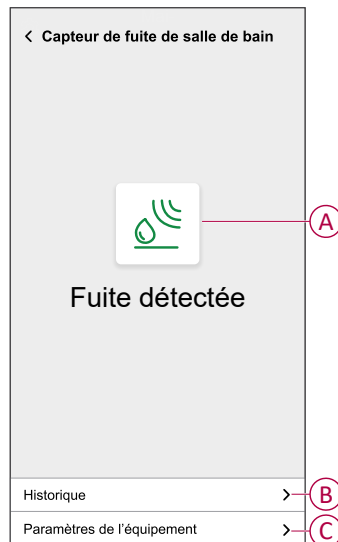 Capteur de fuite de salle de bain
A
Fuite détectée
Historique
B
Paramètres de l'équipement
C